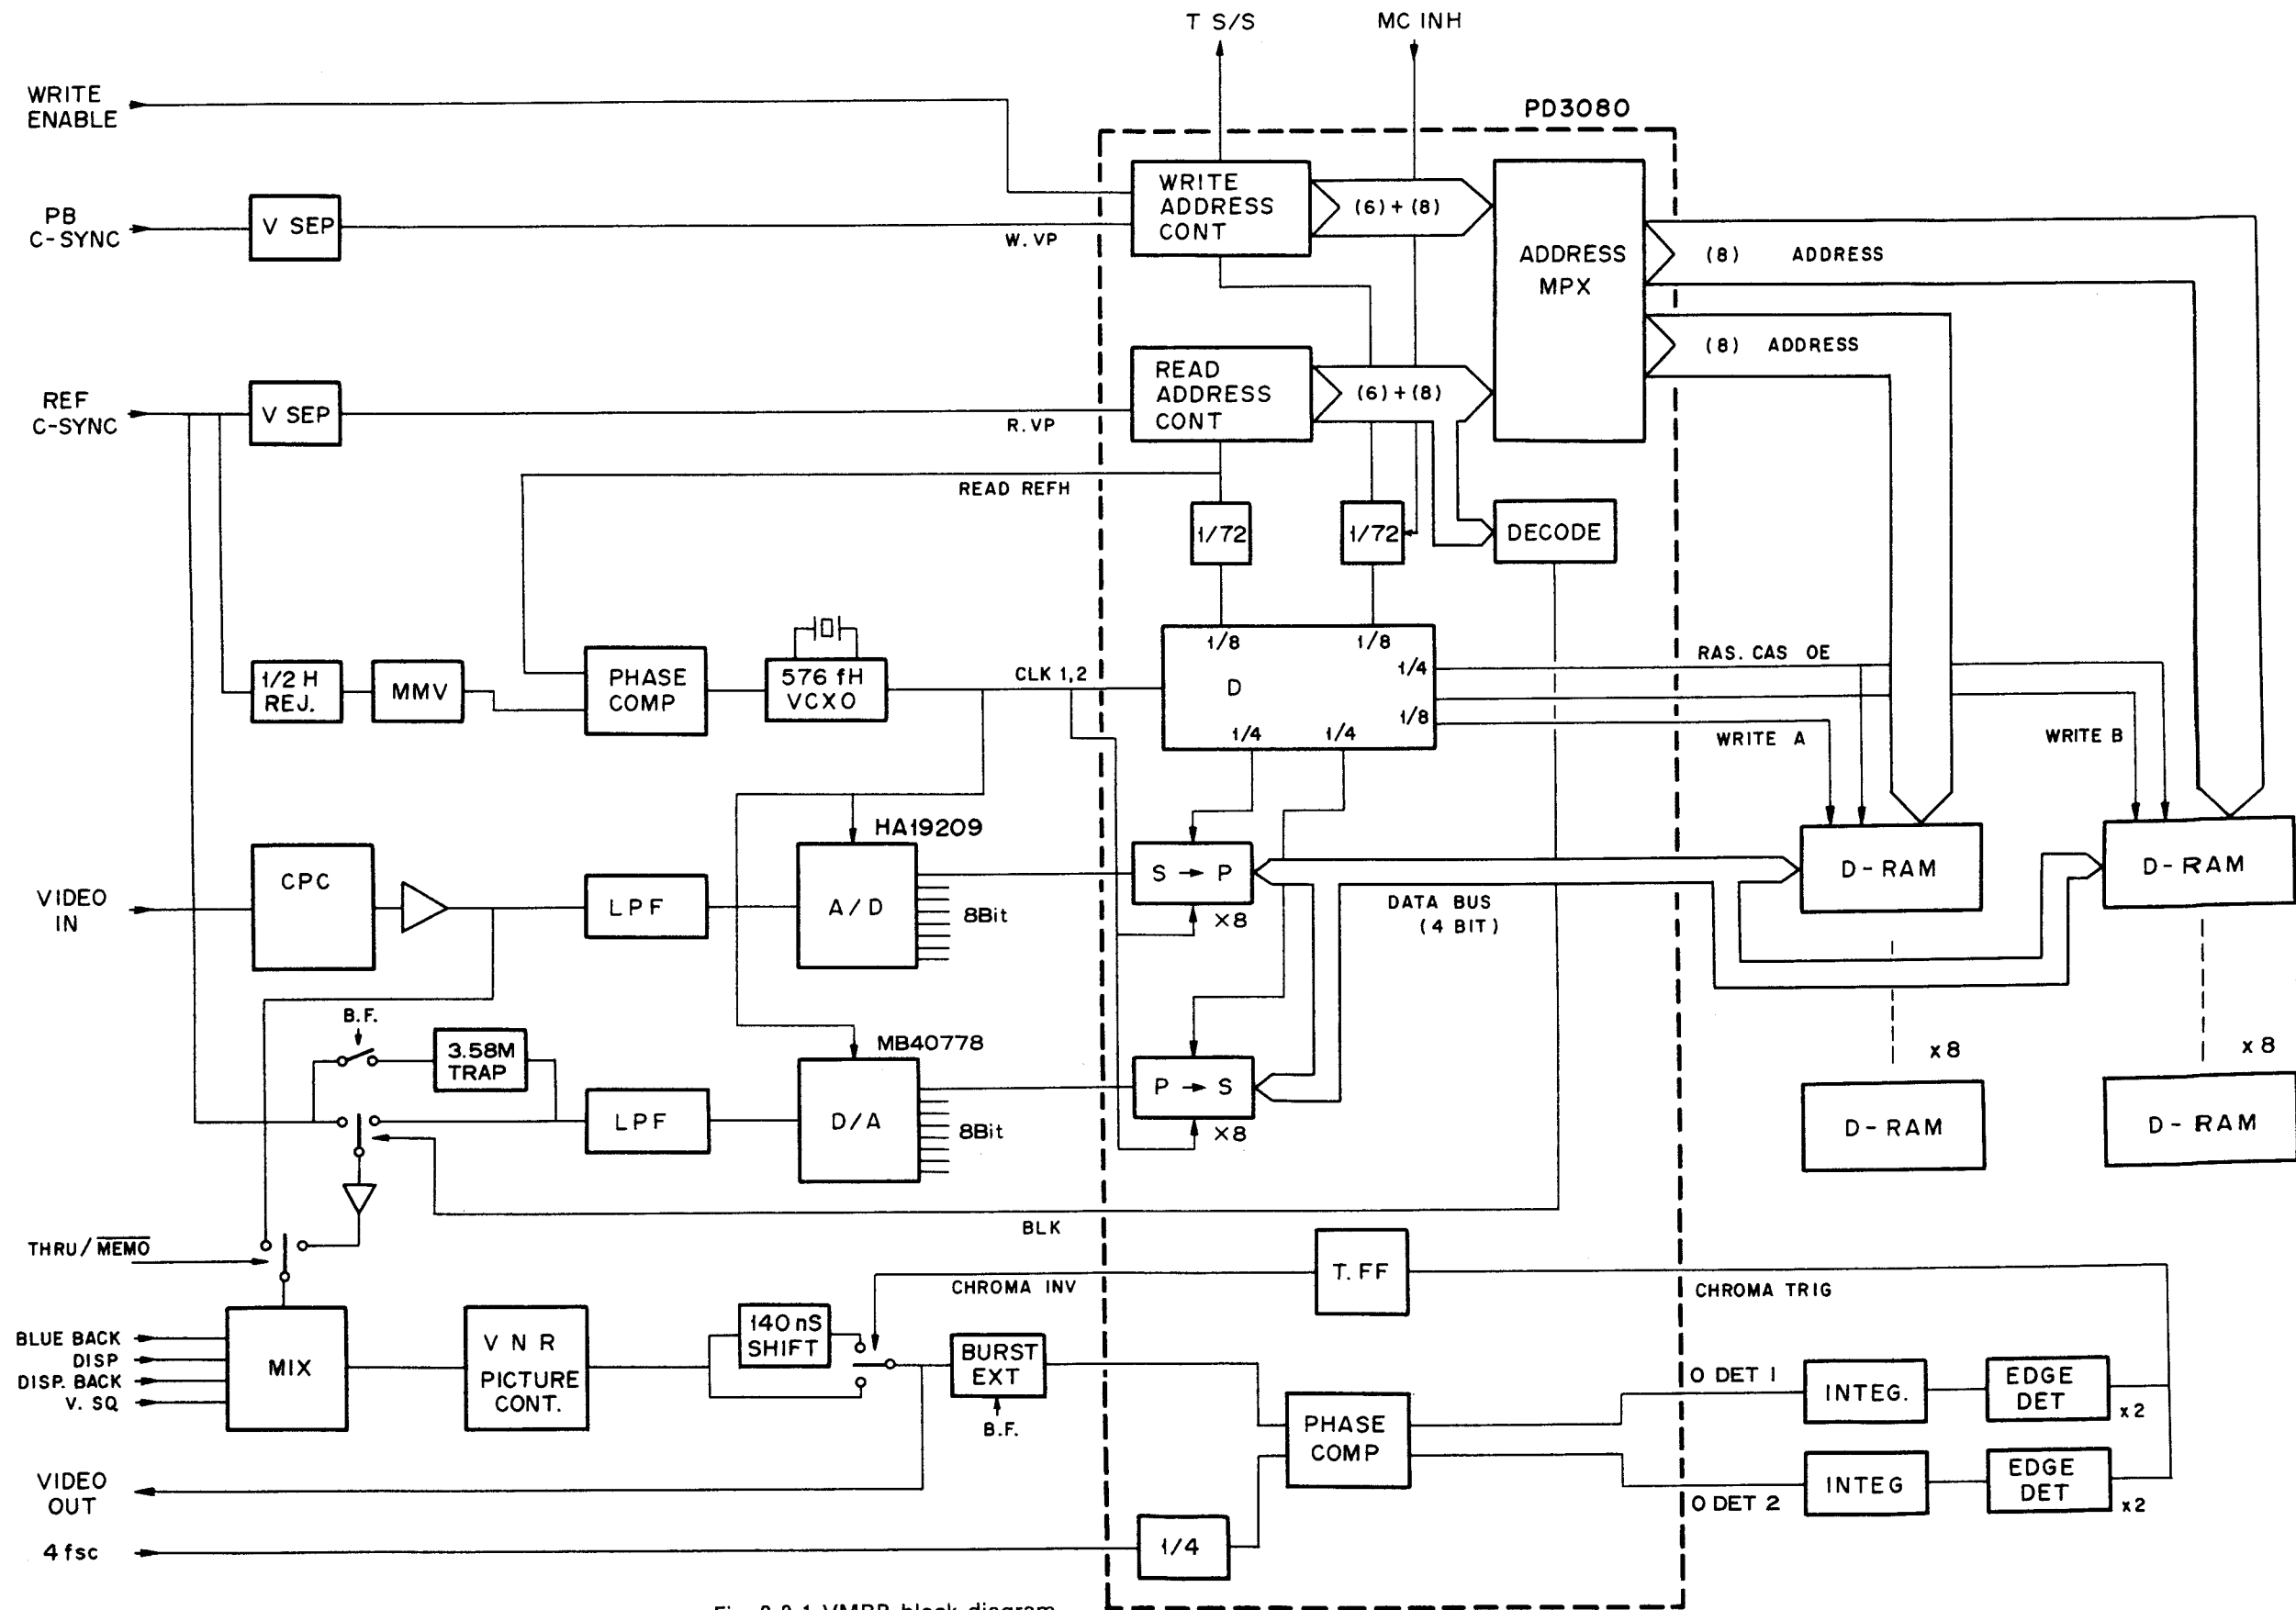 T S/S
MC INH
WRITE
ENABLE
PD3080
PB
C-SYNC
V SEP
W. VP
WRITE
ADDRESS
CONT
(6)+(8)
ADDRESS
MPX
(8) ADDRESS
(8) ADDRESS
REF
C-SYNC
V SEP
R.VP
READ
ADDRESS
CONT
(6)+(8)
READ REFH
1/72
1/72
DECODE
1/2 H
REJ.
MMV
PHASE
COMP
576 fH
VCXO
CLK 1,2
1/8
1/8
1/4
D
1/8
1/4
1/4
RAS. CAS OE
WRITE A
WRITE B
VIDEO
IN
CPC
LPF
HA19209
A/D
8Bit
S → P
×8
DATA BUS
(4 BIT)
D-RAM
D-RAM
B.F.
3.58M
TRAP
LPF
MB40778
D/A
8Bit
P → S
×8
x8
x8
D-RAM
D-RAM
BLK
THRU/MEMO
T. FF
CHROMA INV
CHROMA TRIG
BLUE BACK
DISP
DISP. BACK
V. SQ
MIX
V N R
PICTURE
CONT.
140 nS
SHIFT
BURST
EXT
B.F.
PHASE
COMP
O DET 1
INTEG.
EDGE
DET
x2
O DET 2
INTEG
EDGE
DET
x2
VIDEO
OUT
4 fsc
1/4